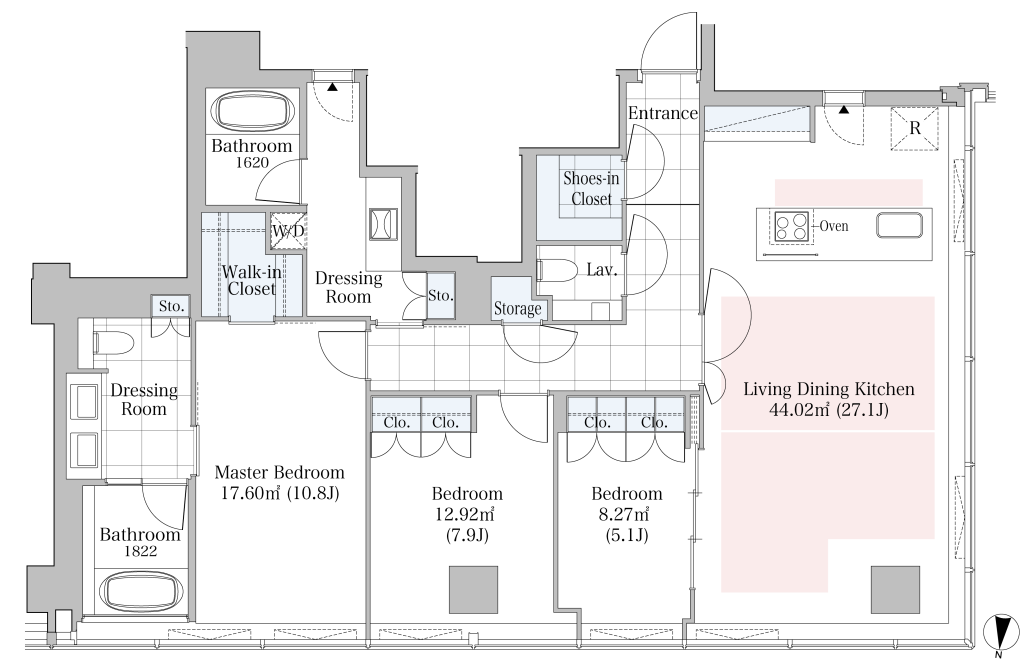 Entrance
Bathroom
1620
R
Shoes-in
Closet
Oven
W/D
Lav.
Walk-in
Closet
Dressing
Room
Sto.
Sto.
Storage
Dressing
Room
Living Dining Kitchen
44.02㎡ (27.1J)
Clo.
Clo.
Clo.
Clo.
Master Bedroom
17.60㎡ (10.8J)
Bedroom
12.92㎡
(7.9J)
Bedroom
8.27㎡
(5.1J)
Bathroom
1822
N